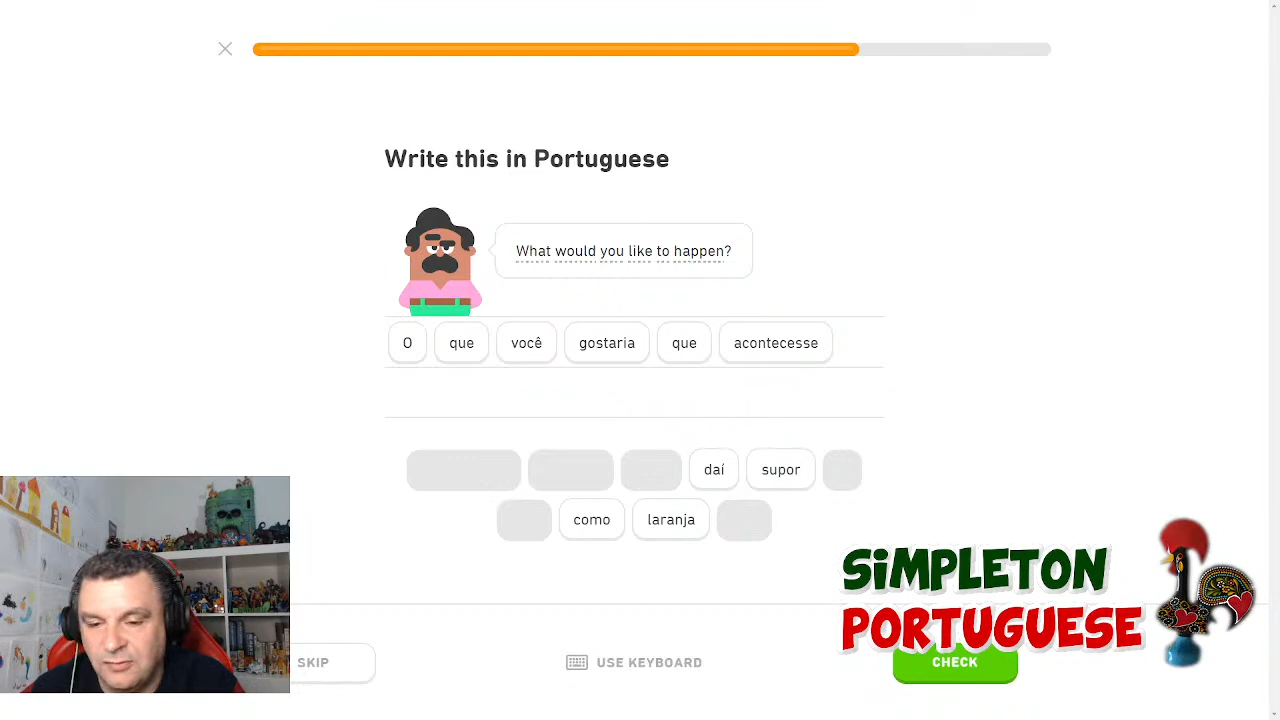 Write this in Portuguese
What would you like to happen?
O que você gostaria que acontecesse
daí supor
como laranja
SiMPLETON
PORTUGUESE
SKIP USE KEYBOARD CHECK